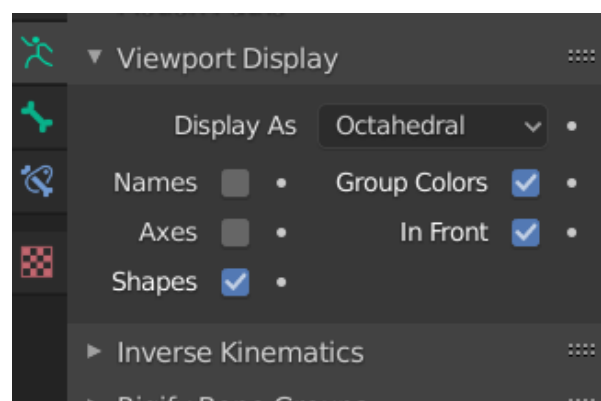 Viewport Display
Display As Octahedral
Names Group Colors
Axes In Front
Shapes
Inverse Kinematics